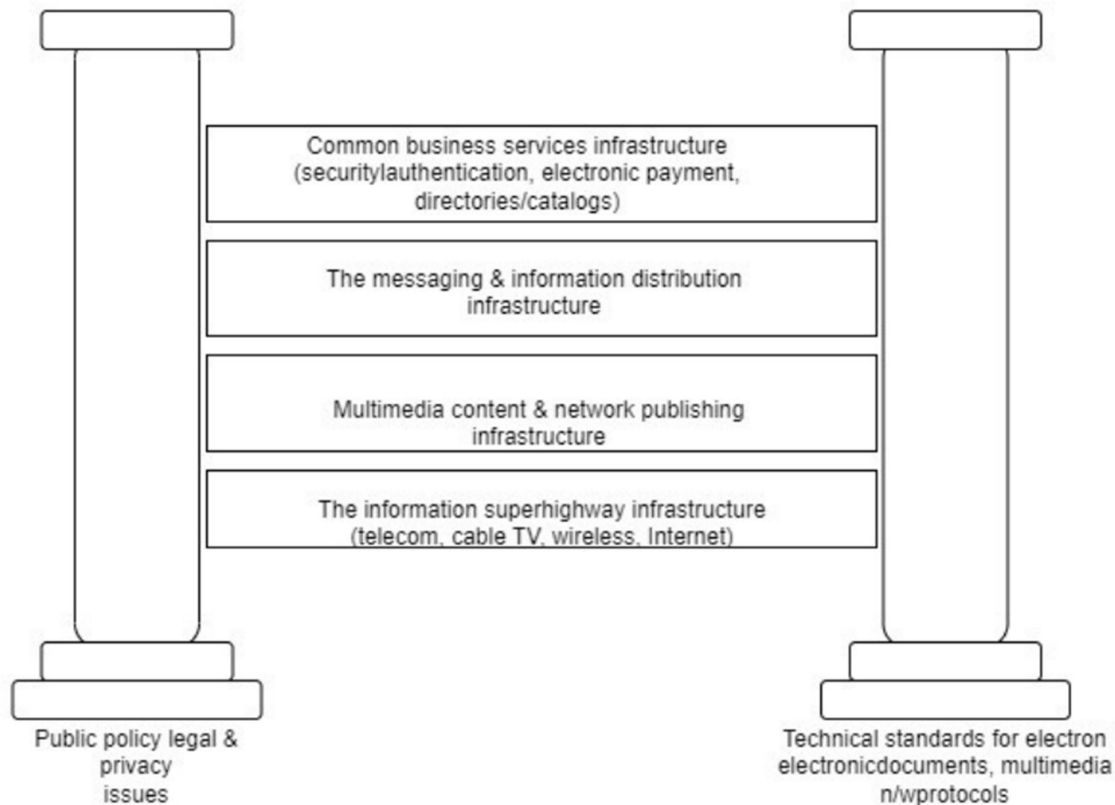 Common business services infrastructure
(securitylauthentication, electronic payment,
directories/catalogs)
The messaging & information distribution
infrastructure
Multimedia content & network publishing
infrastructure
The information superhighway infrastructure
(telecom, cable TV, wireless, Internet)
Public policy legal &
privacy
issues
Technical standards for electron
electronicdocuments, multimedia
n/wprotocols